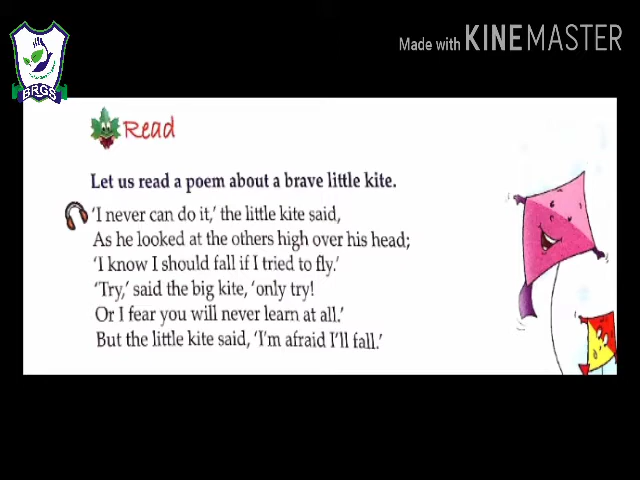 Made with KINEMASTER
BRGS
Read
Let us read a poem about a brave little kite.
'I never can do it,' the little kite said,
As he looked at the others high over his head;
'I know I should fall if I tried to fly.'
'Try,' said the big kite, 'only try!
Or I fear you will never learn at all.'
But the little kite said, 'I'm afraid I'll fall.'